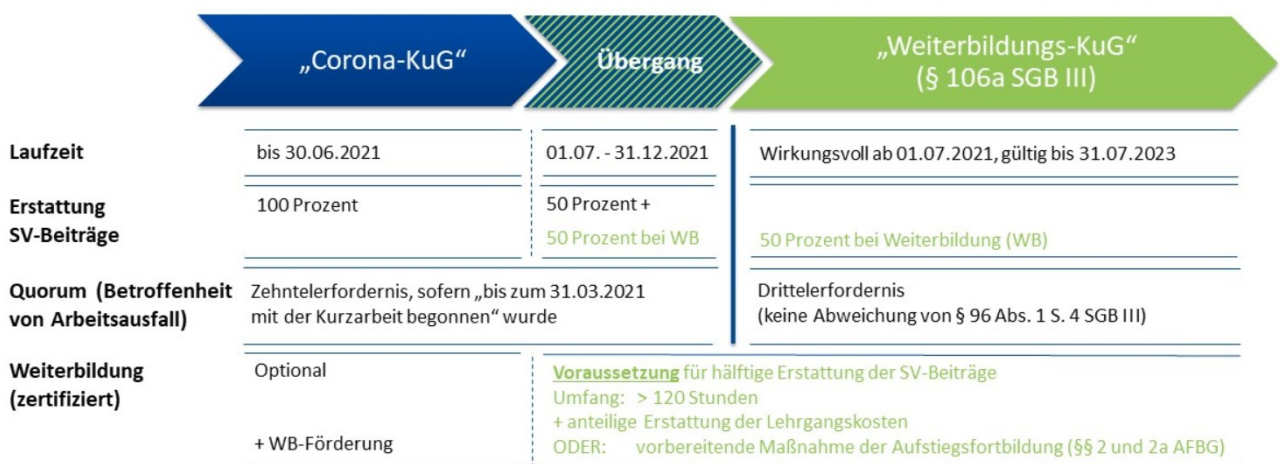 „Corona-KuG“
Übergang
„Weiterbildungs-KuG“
(§ 106a SGB III)
Laufzeit
bis 30.06.2021
01.07. - 31.12.2021
Wirkungsvoll ab 01.07.2021, gültig bis 31.07.2023
Erstattung
SV-Beiträge
100 Prozent
50 Prozent +
50 Prozent bei WB
50 Prozent bei Weiterbildung (WB)
Quorum (Betroffenheit
von Arbeitsausfall)
Zehntelerfordernis, sofern „bis zum 31.03.2021
mit der Kurzarbeit begonnen“ wurde
Drittelerfordernis
(keine Abweichung von § 96 Abs. 1 S. 4 SGB III)
Weiterbildung
(zertifiziert)
Optional
+ WB-Förderung
Voraussetzung für hälftige Erstattung der SV-Beiträge
Umfang: > 120 Stunden
+ anteilige Erstattung der Lehrgangskosten
ODER: vorbereitende Maßnahme der Aufstiegsfortbildung (§§ 2 und 2a AFBG)